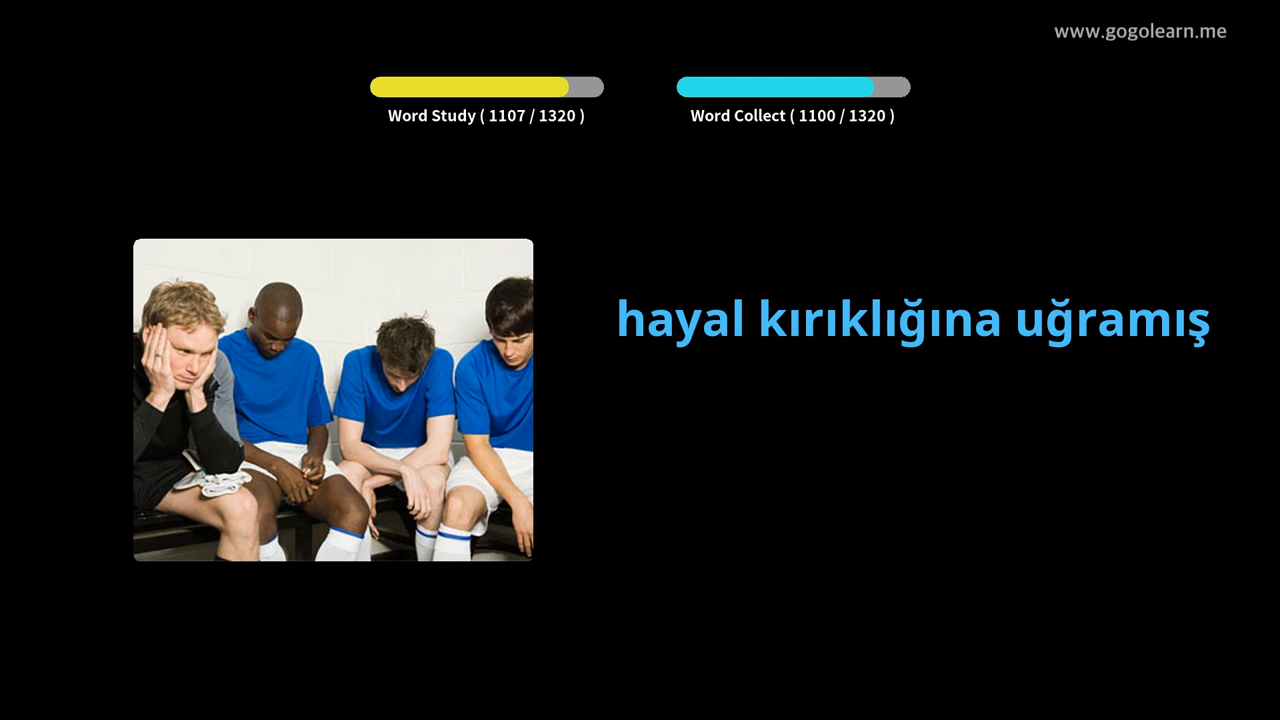 www.gogolearn.me
Word Study ( 1107 / 1320 )
Word Collect ( 1100 / 1320 )
hayal kırıklığına uğramış